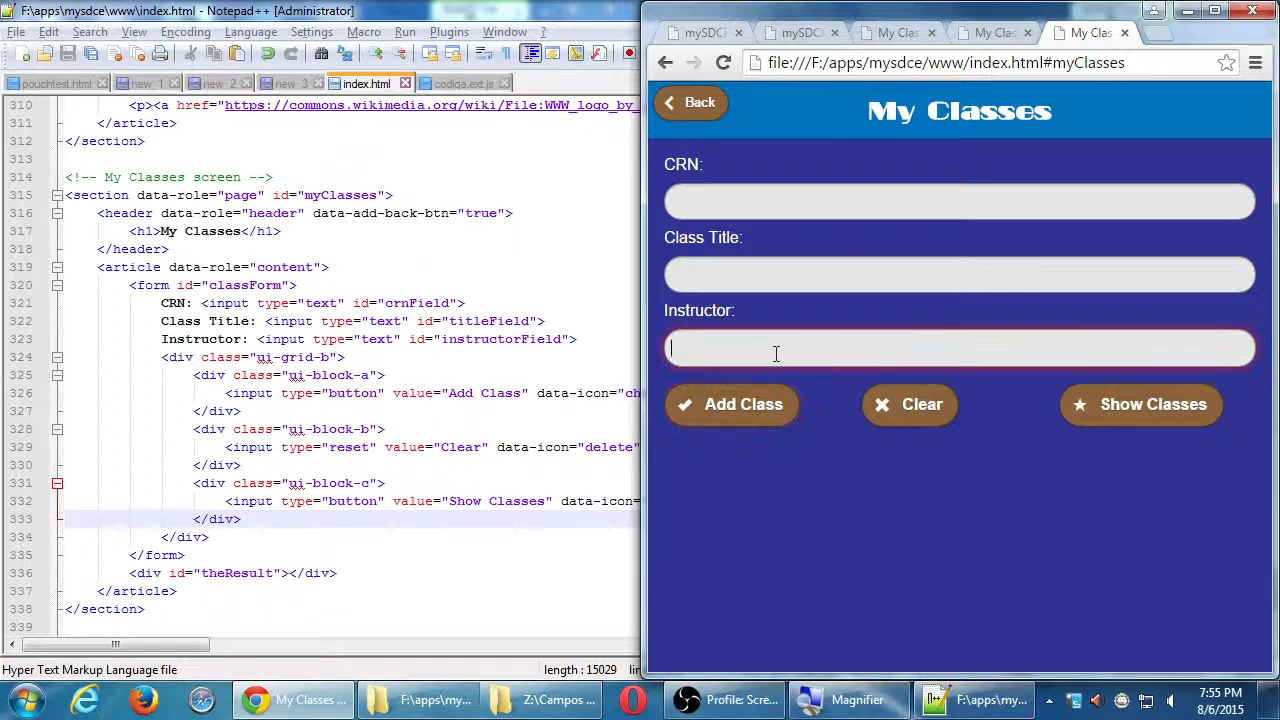 F:\apps\mysdce\www\index.html - Notepad++ [Administrator]
File Edit Search View Encoding Language Settings Macro Run Plugins Window ?
pouchtest.html new 1 new 2 new 3 index.html codiqa.ext.js
310 <p><a href="https://commons.wikimedia.org/wiki/File:WWW_logo_by_
311 </article>
312 </section>
313
314 <!-- My Classes screen -->
315 <section data-role="page" id="myClasses">
316 <header data-role="header" data-add-back-btn="true">
317 <h1>My Classes</h1>
318 </header>
319 <article data-role="content">
320 <form id="classForm">
321 CRN: <input type="text" id="crnField">
322 Class Title: <input type="text" id="titleField">
323 Instructor: <input type="text" id="instructorField">
324 <div class="ui-grid-b">
325 <div class="ui-block-a">
326 <input type="button" value="Add Class" data-icon="ch
327 </div>
328 <div class="ui-block-b">
329 <input type="reset" value="Clear" data-icon="delete"
330 </div>
331 <div class="ui-block-c">
332 <input type="button" value="Show Classes" data-icon=
333 </div>
334 </div>
335 </form>
336 <div id="theResult"></div>
337 </article>
338 </section>
339
Hyper Text Markup Language file length : 15029 lin
mySDC mySDC My Clas My Clas My Clas
file:///F:/apps/mysdce/www/index.html#myClasses
Back
My Classes
CRN:
Class Title:
Instructor:
Add Class Clear Show Classes
My Classes ... F:\apps\my... Z:\Campos ... Profile: Scre... Magnifier F:\apps\my...
7:55 PM
8/6/2015